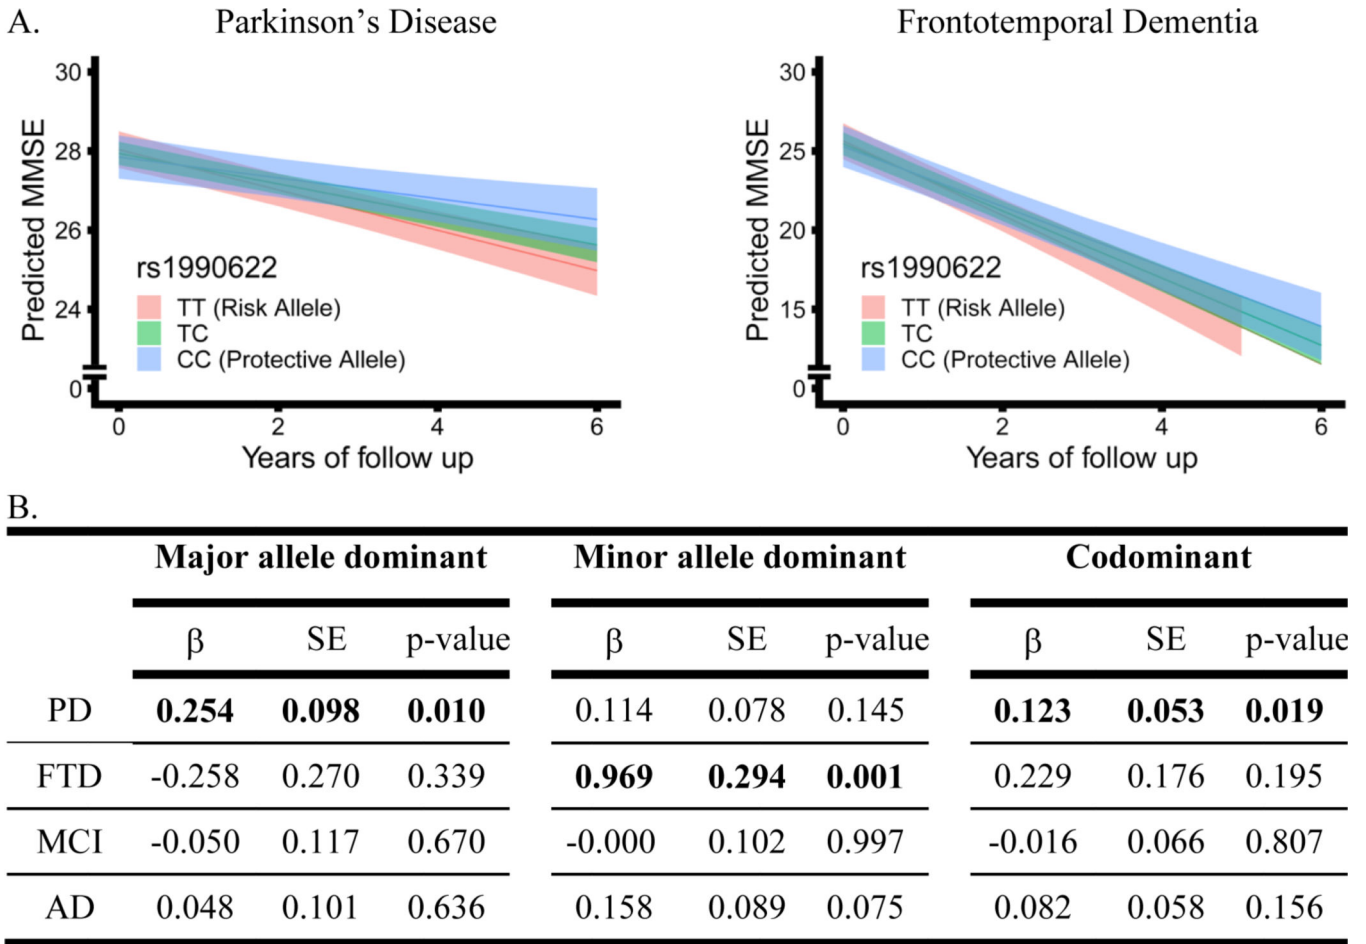 A.
Parkinson's Disease
Frontotemporal Dementia
Predicted MMSE
30
28
26
24
0
rs1990622
TT (Risk Allele)
TC
CC (Protective Allele)
0 2 4 6
Years of follow up
Predicted MMSE
30
25
20
15
0
rs1990622
TT (Risk Allele)
TC
CC (Protective Allele)
0 2 4 6
Years of follow up
B.
Major allele dominant Minor allele dominant Codominant
β SE p-value β SE p-value β SE p-value
PD 0.254 0.098 0.010 0.114 0.078 0.145 0.123 0.053 0.019
FTD -0.258 0.270 0.339 0.969 0.294 0.001 0.229 0.176 0.195
MCI -0.050 0.117 0.670 -0.000 0.102 0.997 -0.016 0.066 0.807
AD 0.048 0.101 0.636 0.158 0.089 0.075 0.082 0.058 0.156